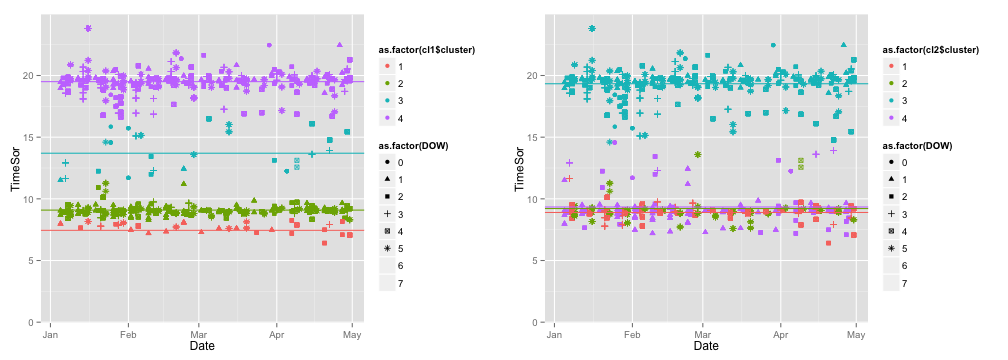 TimeSor
20
15
10
5
0
Jan
Feb
Mar
Apr
May
Date
as.factor(cl1$cluster)
1
2
3
4
as.factor(DOW)
0
1
2
3
4
5
6
7
TimeSor
20
15
10
5
0
Jan
Feb
Mar
Apr
May
Date
as.factor(cl2$cluster)
1
2
3
4
as.factor(DOW)
0
1
2
3
4
5
6
7